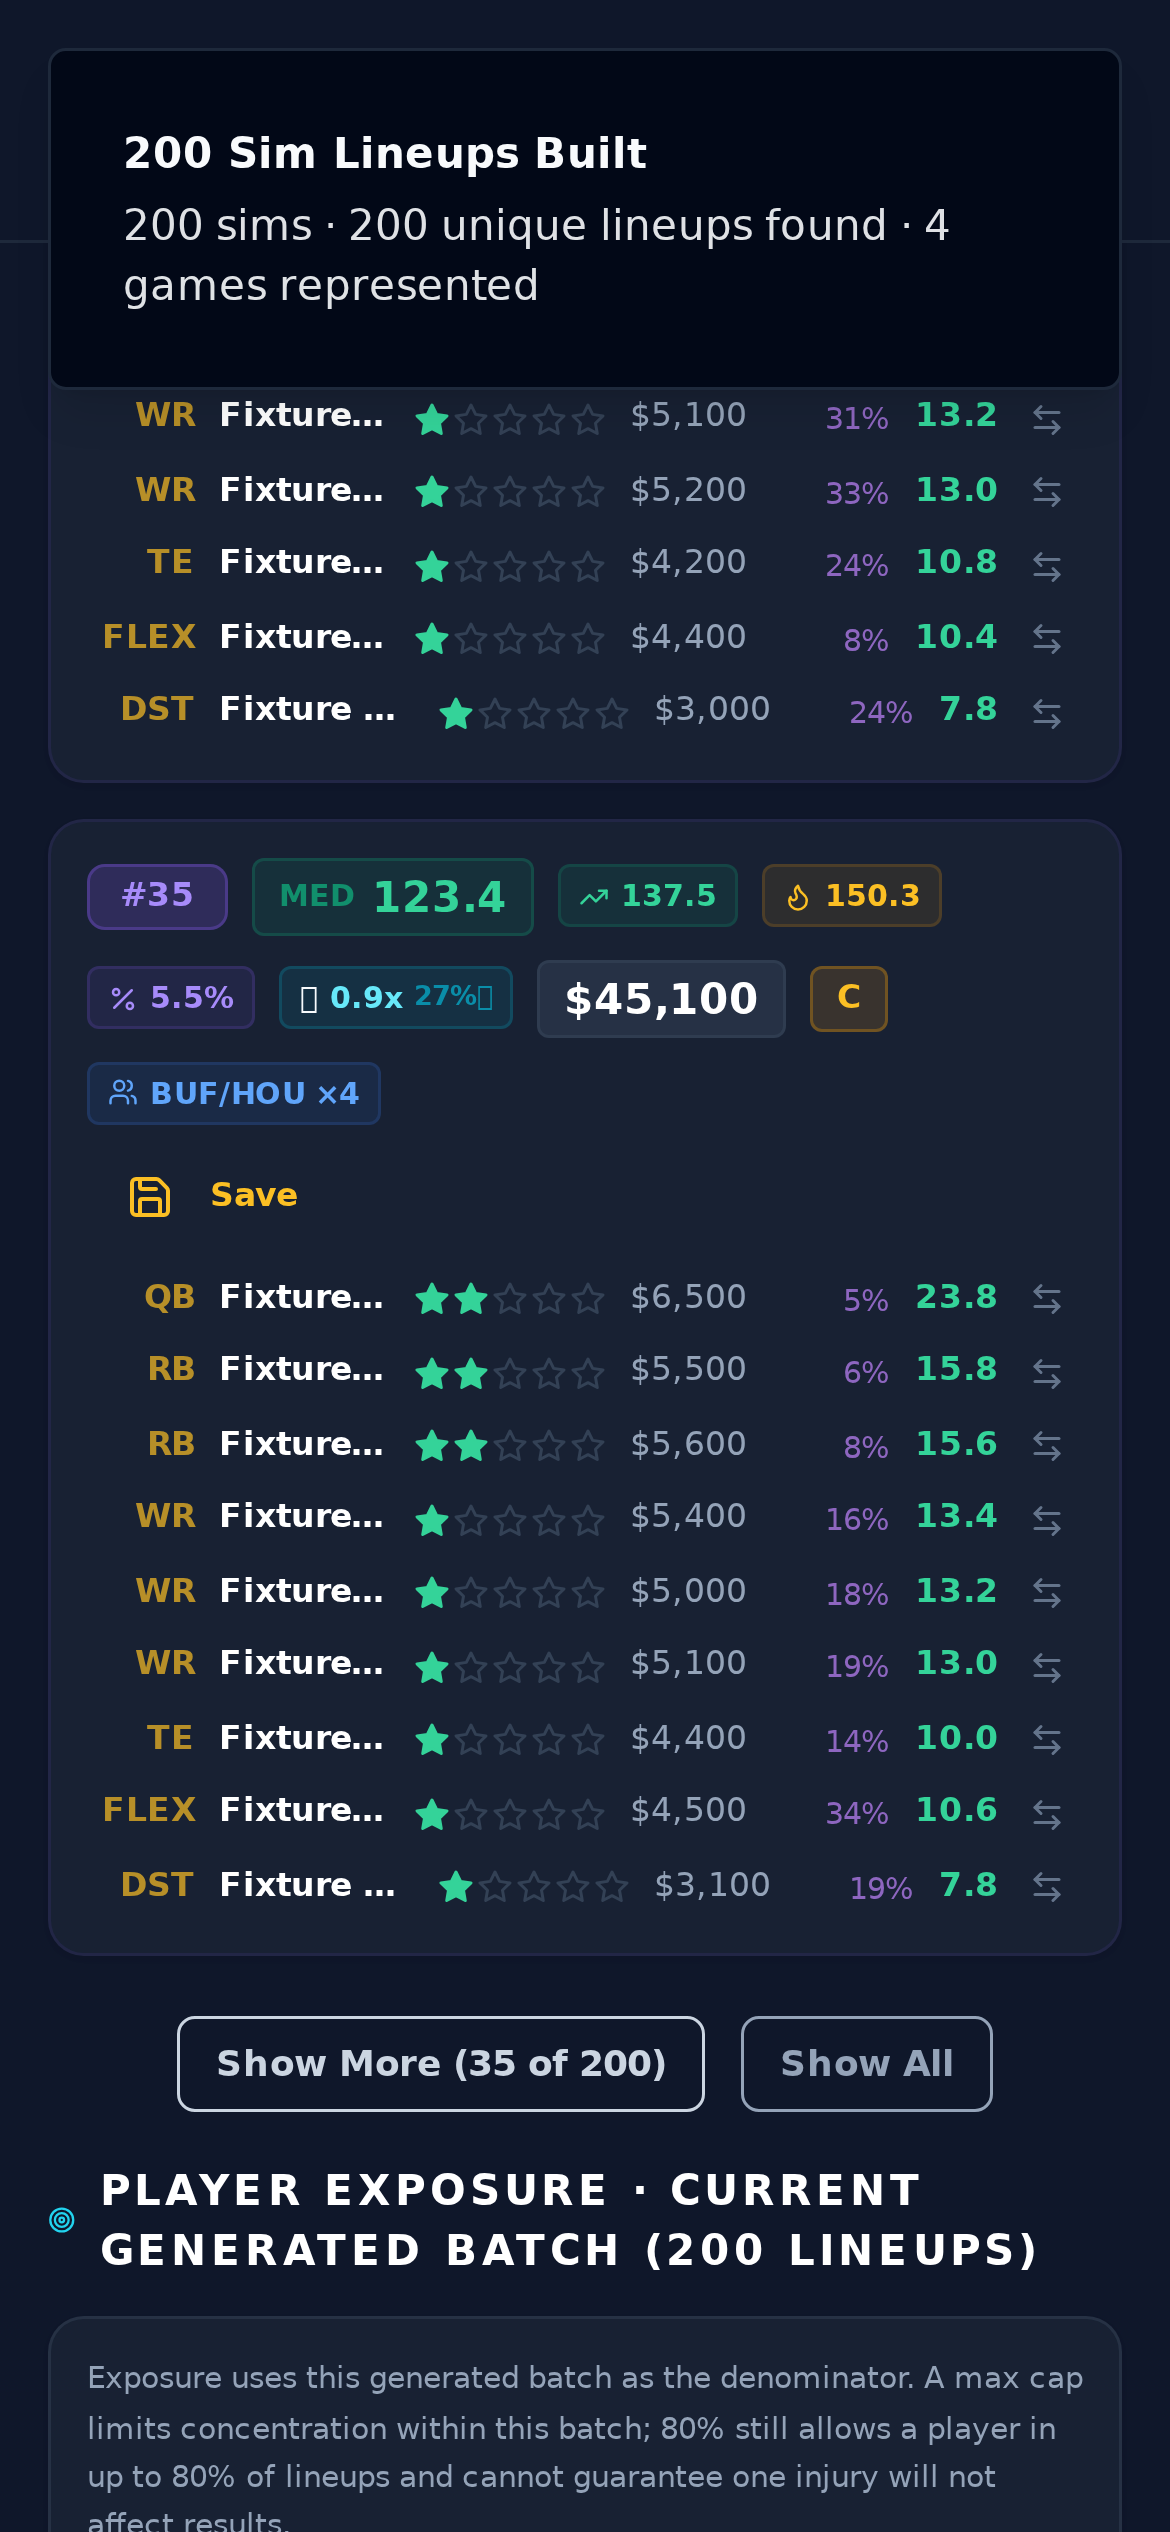 200 Sim Lineups Built
200 sims · 200 unique lineups found · 4
games represented
WR Fixture... $5,100 31% 13.2
WR Fixture... $5,200 33% 13.0
TE Fixture... $4,200 24% 10.8
FLEX Fixture... $4,400 8% 10.4
DST Fixture ... $3,000 24% 7.8
#35 MED 123.4 137.5 150.3
5.5% 0.9x 27% $45,100 C
BUF/HOU ×4
Save
QB Fixture... $6,500 5% 23.8
RB Fixture... $5,500 6% 15.8
RB Fixture... $5,600 8% 15.6
WR Fixture... $5,400 16% 13.4
WR Fixture... $5,000 18% 13.2
WR Fixture... $5,100 19% 13.0
TE Fixture... $4,400 14% 10.0
FLEX Fixture... $4,500 34% 10.6
DST Fixture ... $3,100 19% 7.8
Show More (35 of 200) Show All
PLAYER EXPOSURE · CURRENT
GENERATED BATCH (200 LINEUPS)
Exposure uses this generated batch as the denominator. A max cap
limits concentration within this batch; 80% still allows a player in
up to 80% of lineups and cannot guarantee one injury will not
affect results.